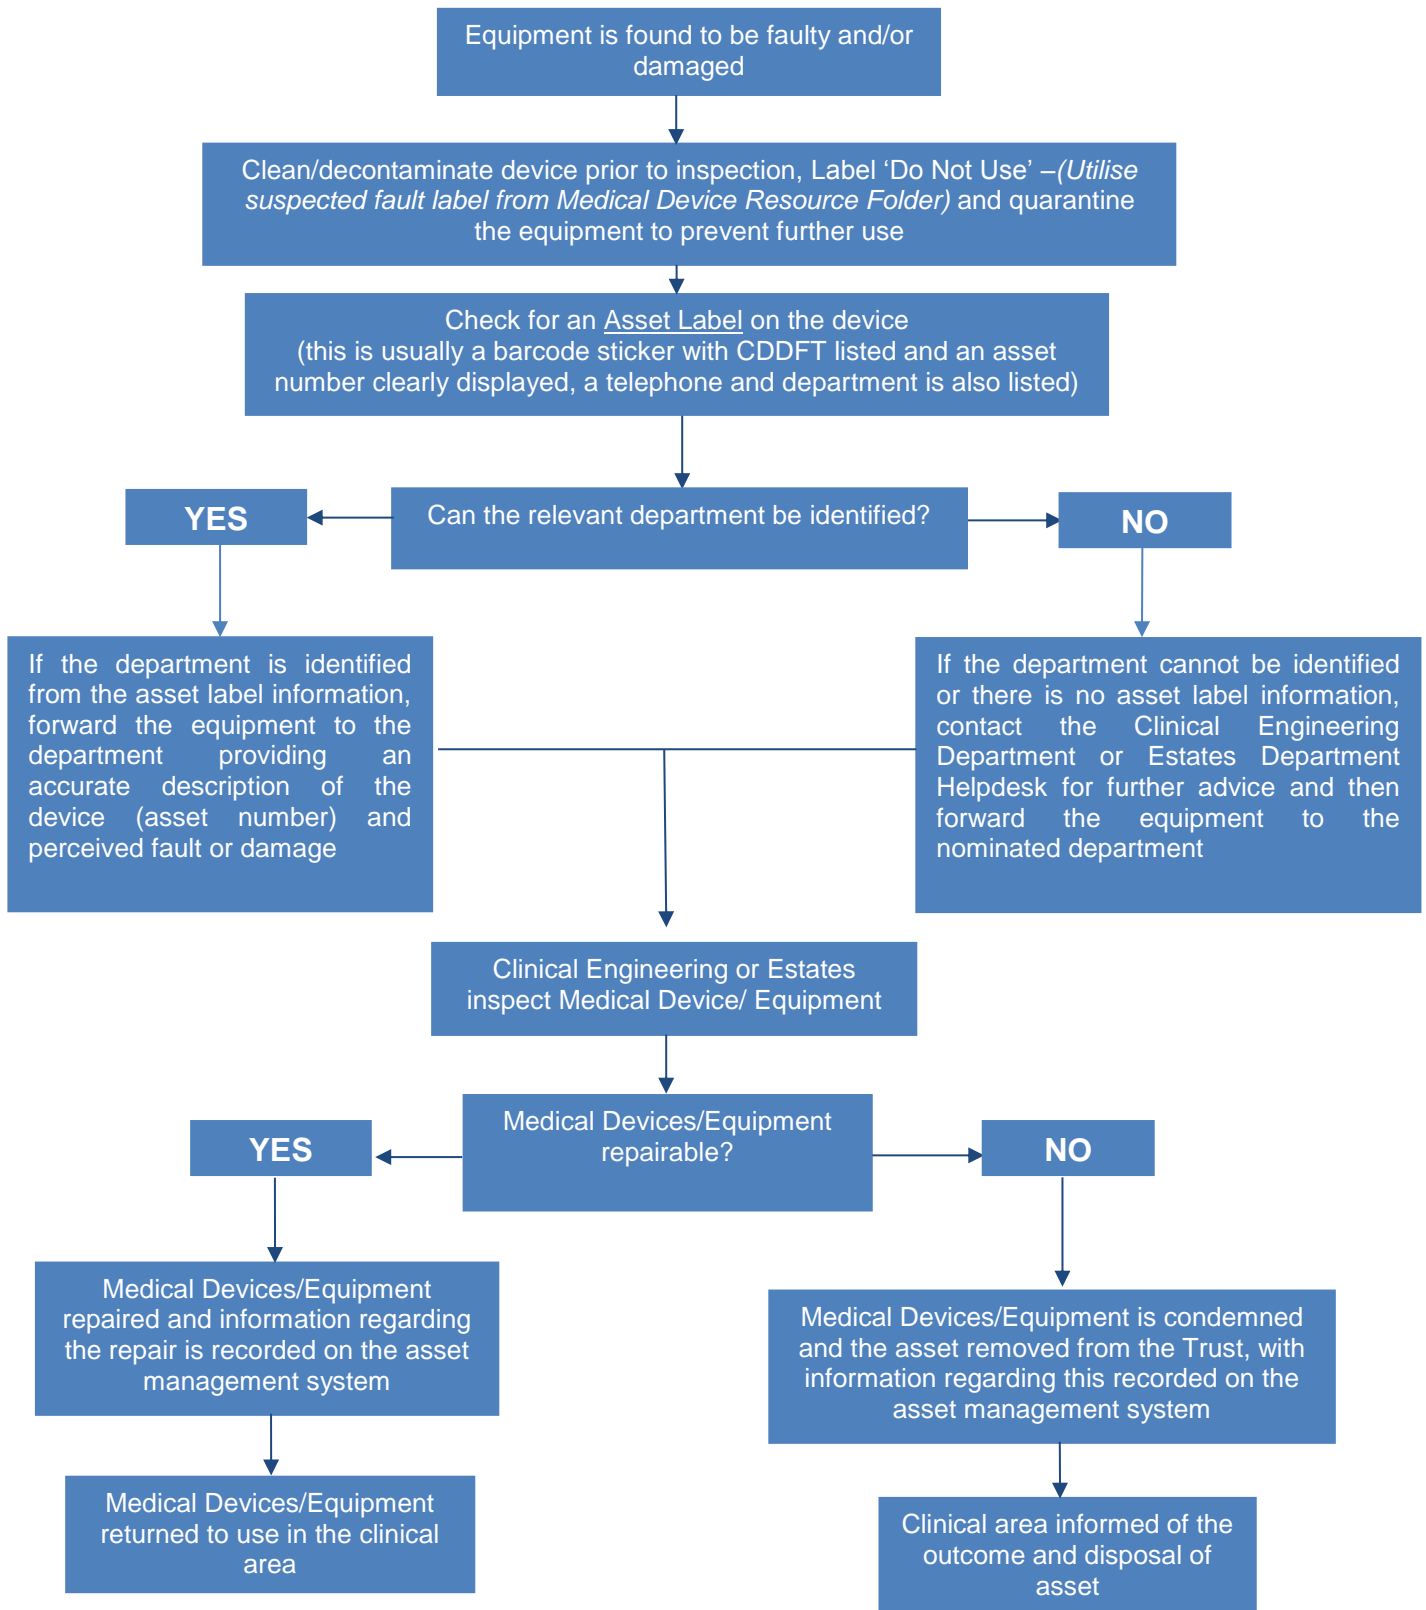 Equipment is found to be faulty and/or
damaged
Clean/decontaminate device prior to inspection, Label ‘Do Not Use’ –(Utilise
suspected fault label from Medical Device Resource Folder) and quarantine
the equipment to prevent further use
Check for an Asset Label on the device
(this is usually a barcode sticker with CDDFT listed and an asset
number clearly displayed, a telephone and department is also listed)
Can the relevant department be identified?
YES
NO
If the department is identified
from the asset label information,
forward the equipment to the
department providing an
accurate description of the
device (asset number) and
perceived fault or damage
If the department cannot be identified
or there is no asset label information,
contact the Clinical Engineering
Department or Estates Department
Helpdesk for further advice and then
forward the equipment to the
nominated department
Clinical Engineering or Estates
inspect Medical Device/ Equipment
Medical Devices/Equipment
repairable?
YES
NO
Medical Devices/Equipment
repaired and information regarding
the repair is recorded on the asset
management system
Medical Devices/Equipment is condemned
and the asset removed from the Trust, with
information regarding this recorded on the
asset management system
Medical Devices/Equipment
returned to use in the clinical
area
Clinical area informed of the
outcome and disposal of
asset